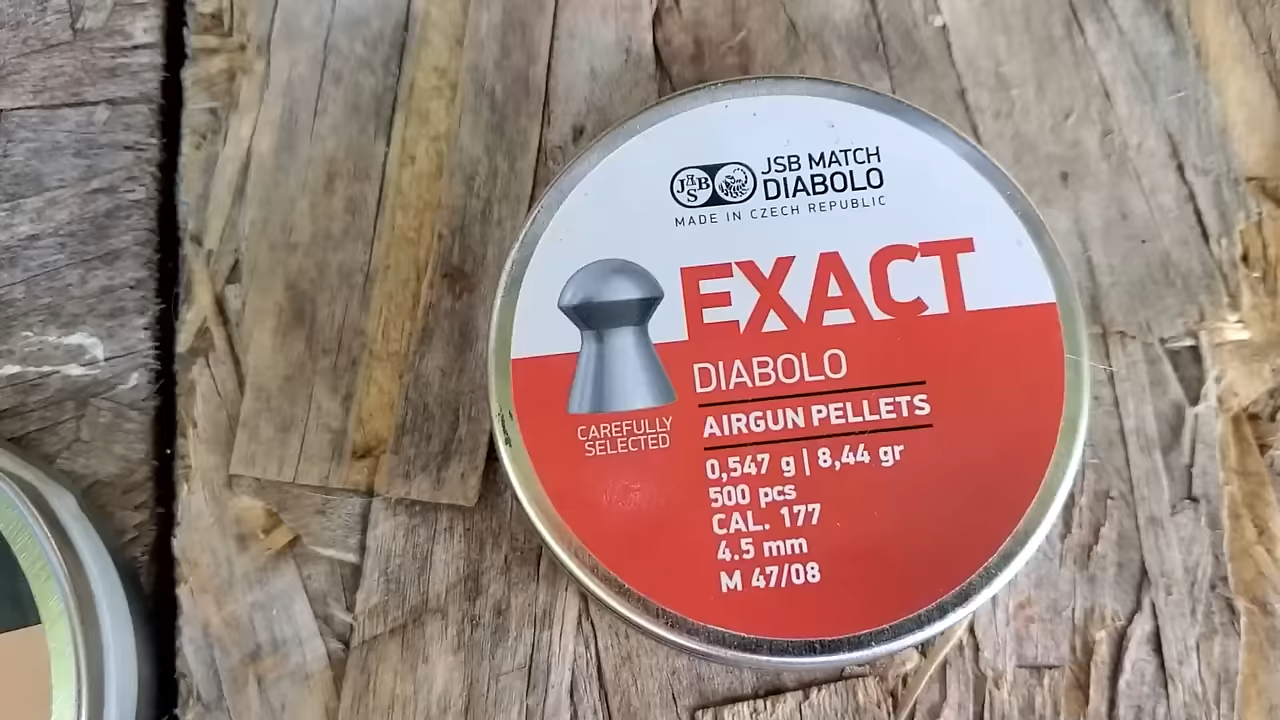 JSB
JSB MATCH
DIABOLO
MADE IN CZECH REPUBLIC
EXACT
DIABOLO
AIRGUN PELLETS
CAREFULLY
SELECTED
0,547 g | 8,44 gr
500 pcs
CAL. 177
4.5 mm
M 47/08